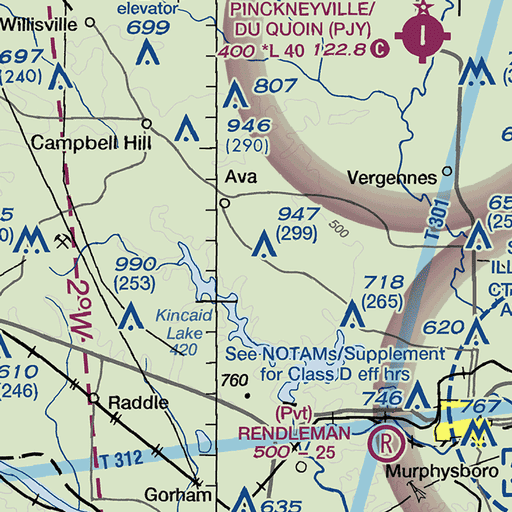 elevator
Willisville
699
PINCKNEYVILLE/
DU QUOIN (PJY)
400 *L 40 122.8 C
697
(240)
807
946
(290)
Campbell Hill
Ava
Vergennes
T 301
947
(299)
500
990
(253)
2°W
Kincaid
Lake
420
718
(265)
620
See NOTAMs/Supplement
for Class D eff hrs
610
(246)
760
746
767
Raddle
(Pvt)
RENDLEMAN
500 25
R
T 312
Murphysboro
Gorham
635